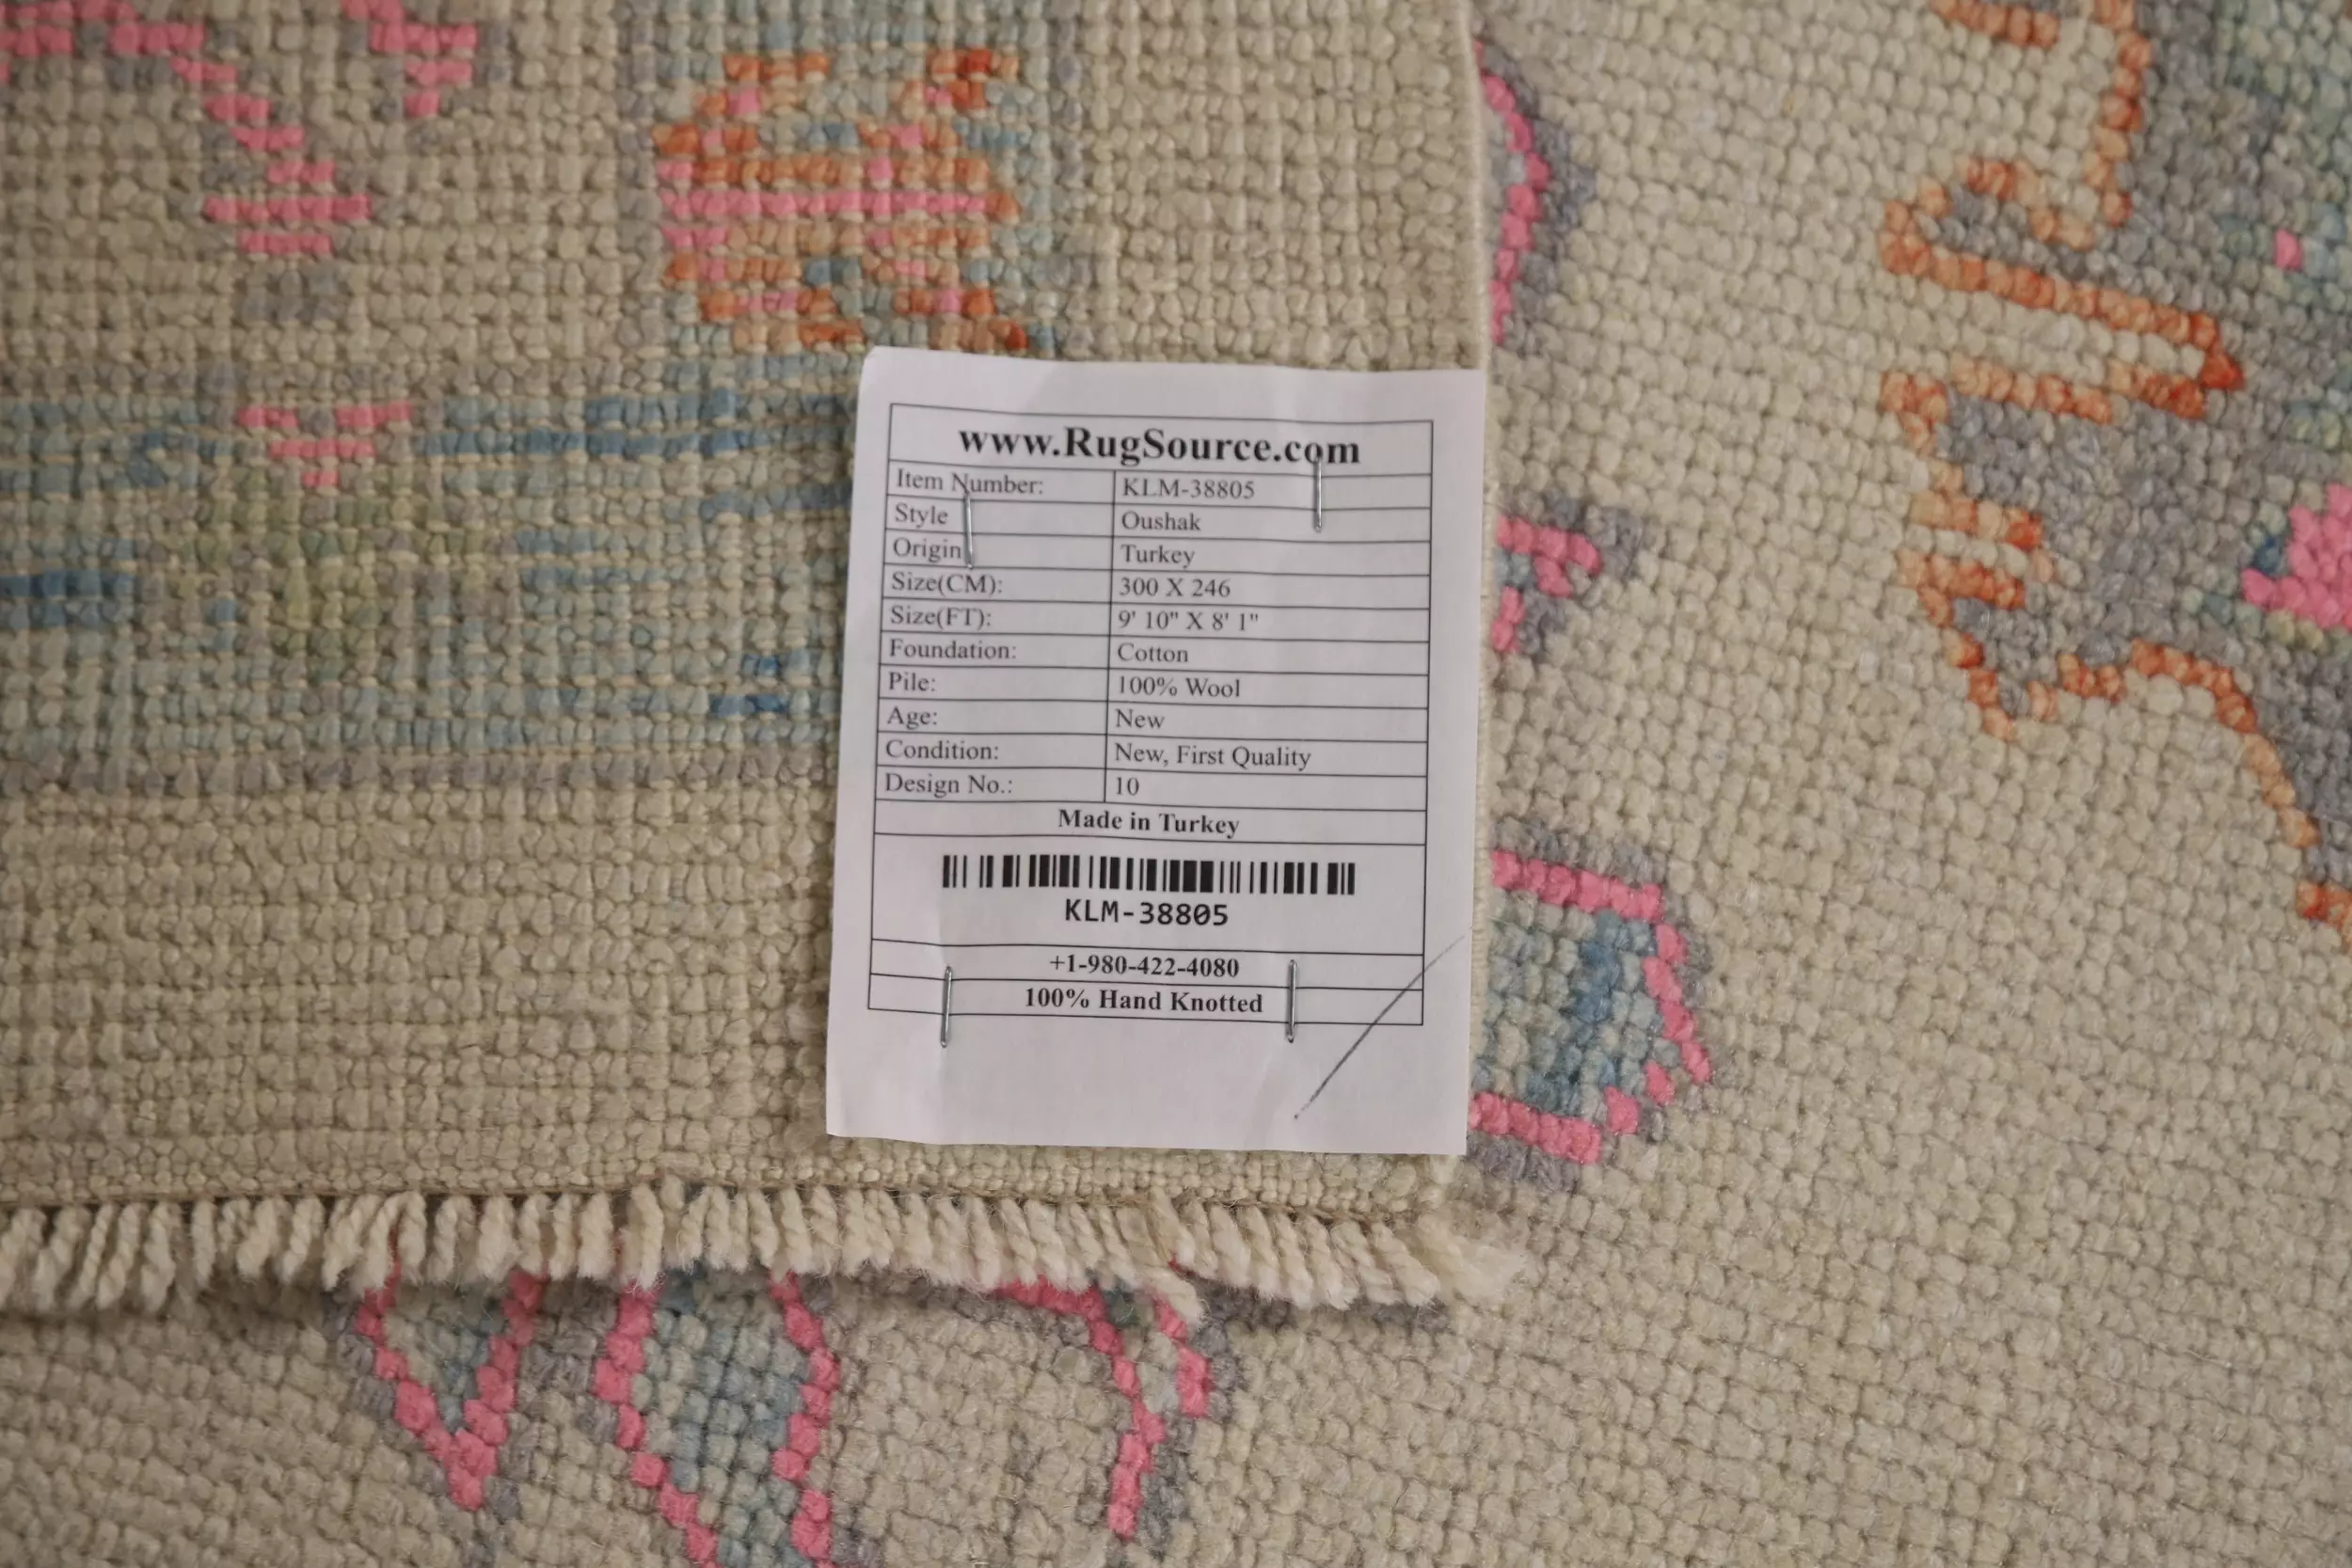 www.RugSource.com
Item Number: KLM-38805
Style Oushak
Origin Turkey
Size(CM): 300 X 246
Size(FT): 9' 10" X 8' 1"
Foundation: Cotton
Pile: 100% Wool
Age: New
Condition: New, First Quality
Design No.: 10
Made in Turkey
KLM-38805
+1-980-422-4080
100% Hand Knotted